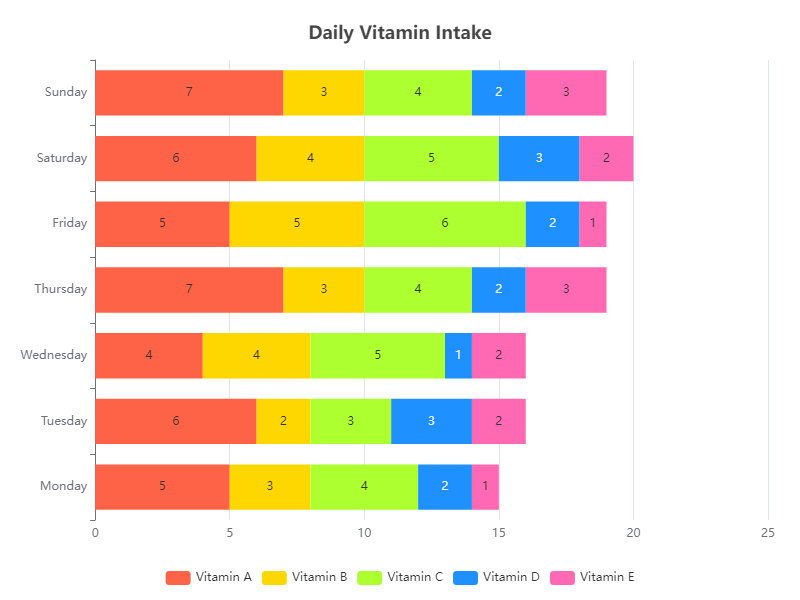 Daily Vitamin Intake
Sunday 7 3 4 2 3
Saturday 6 4 5 3 2
Friday 5 5 6 2 1
Thursday 7 3 4 2 3
Wednesday 4 4 5 1 2
Tuesday 6 2 3 3 2
Monday 5 3 4 2 1
0 5 10 15 20 25
Vitamin A Vitamin B Vitamin C Vitamin D Vitamin E